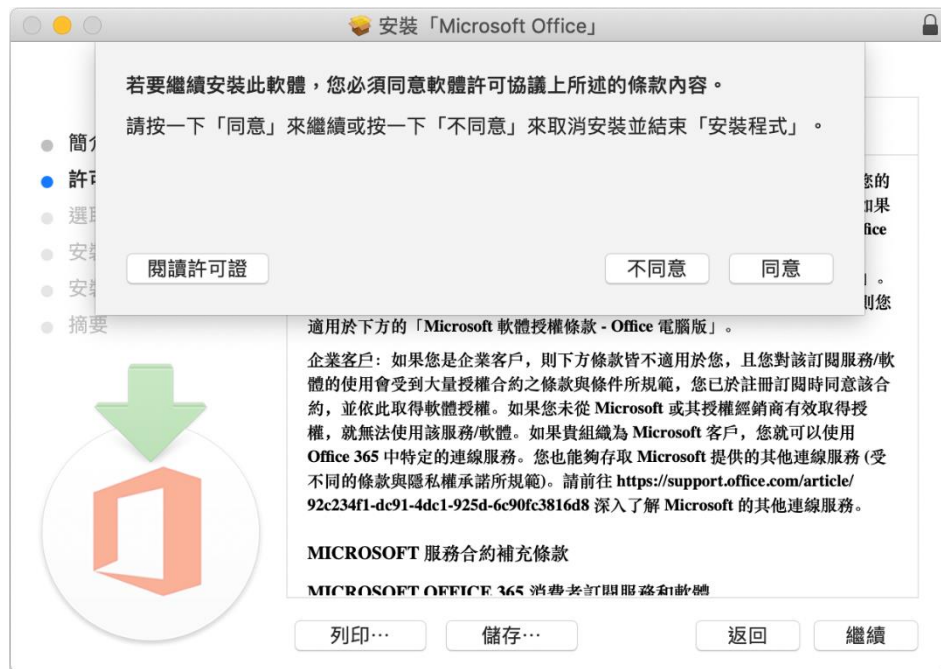 安裝「Microsoft Office」
若要繼續安裝此軟體,您必須同意軟體許可協議上所述的條款內容。
請按一下「同意」來繼續或按一下「不同意」來取消安裝並結束「安裝程式」。
閱讀許可證
不同意
同意
簡介
許可
選取
安裝
安裝
摘要
您的
如果
fice
」。
則您
適用於下方的「Microsoft 軟體授權條款 - Office 電腦版」。
企業客戶: 如果您是企業客戶,則下方條款皆不適用於您,且您對該訂閱服務/軟
體的使用會受到大量授權合約之條款與條件所規範,您已於註冊訂閱時同意該合
約,並依此取得軟體授權。如果您未從 Microsoft 或其授權經銷商有效取得授
權,就無法使用該服務/軟體。如果貴組織為 Microsoft 客戶,您就可以使用
Office 365 中特定的連線服務。您也能夠存取 Microsoft 提供的其他連線服務 (受
不同的條款與隱私權承諾所規範)。請前往 https://support.office.com/article/
92c234f1-dc91-4dc1-925d-6c90fc3816d8 深入了解 Microsoft 的其他連線服務。
MICROSOFT 服務合約補充條款
MICROSOFT OFFICE 365 消費者訂閱服務和軟體
列印…
儲存…
返回
繼續